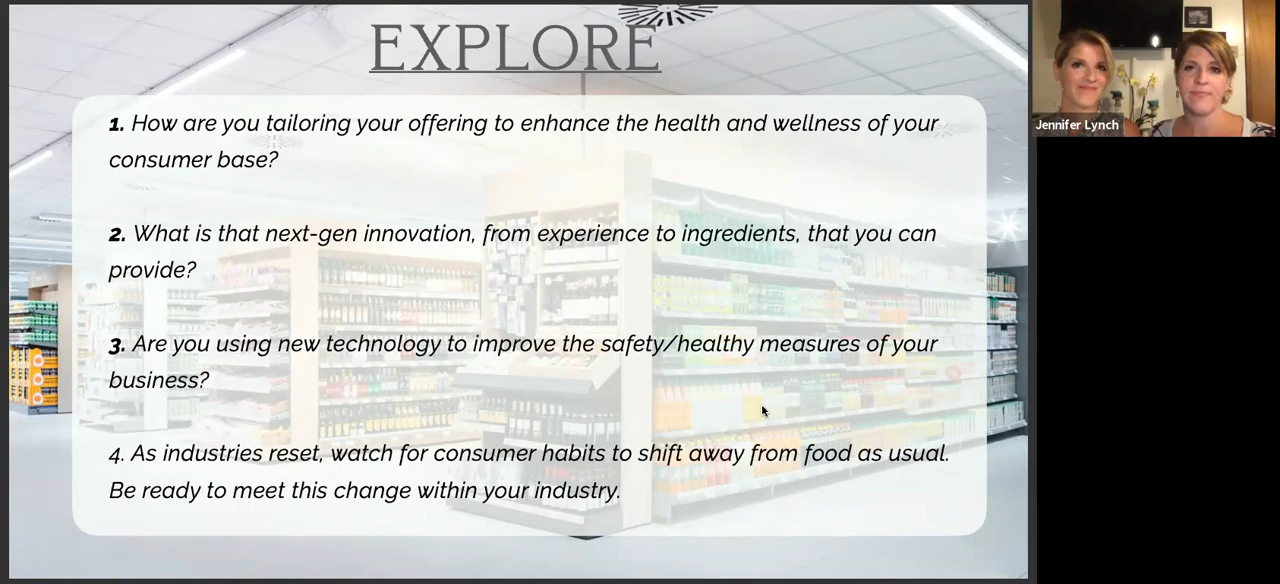 EXPLORE
1. How are you tailoring your offering to enhance the health and wellness of your
consumer base?
2. What is that next-gen innovation, from experience to ingredients, that you can
provide?
3. Are you using new technology to improve the safety/healthy measures of your
business?
4. As industries reset, watch for consumer habits to shift away from food as usual.
Be ready to meet this change within your industry.
Jennifer Lynch